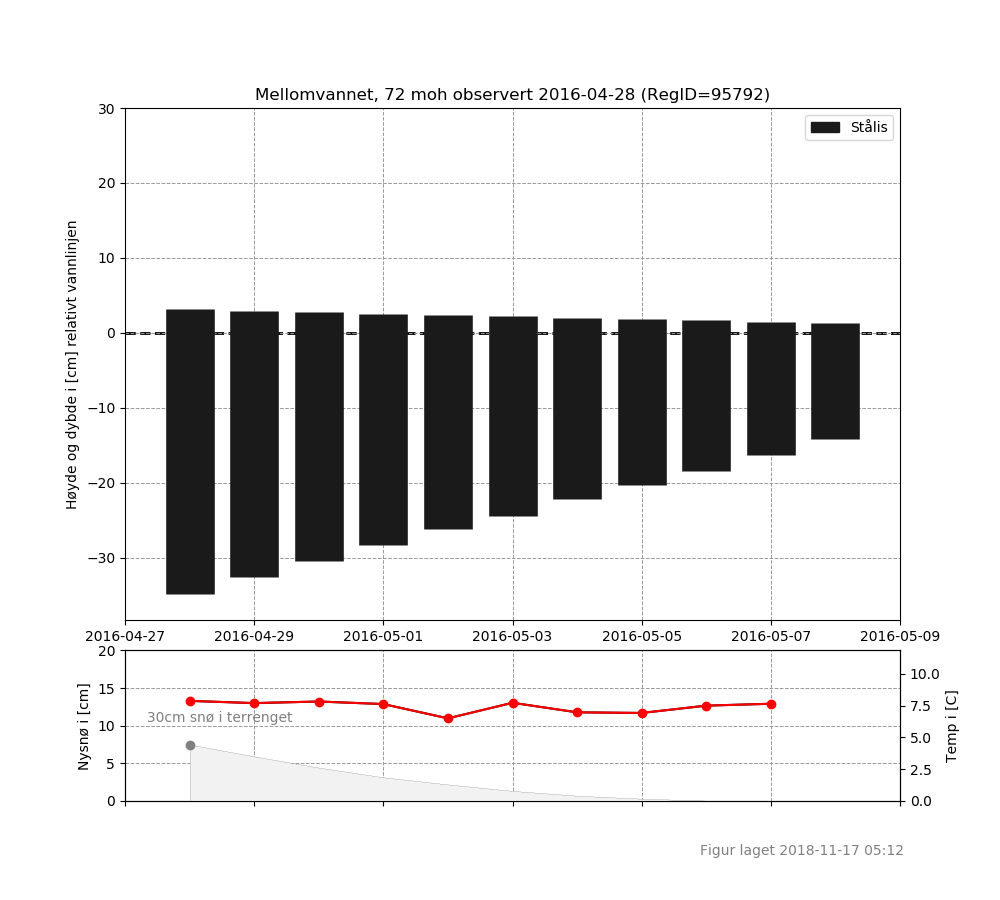 Mellomvannet, 72 moh observert 2016-04-28 (RegID=95792)
Stålis
Høyde og dybde i [cm] relativt vannlinjen
30
20
10
0
−10
−20
−30
2016-04-27 2016-04-29 2016-05-01 2016-05-03 2016-05-05 2016-05-07 2016-05-09
Nysnø i [cm]
20
15
10
5
0
30cm snø i terrenget
10.0
7.5
5.0
2.5
0.0
Temp i [C]
Figur laget 2018-11-17 05:12